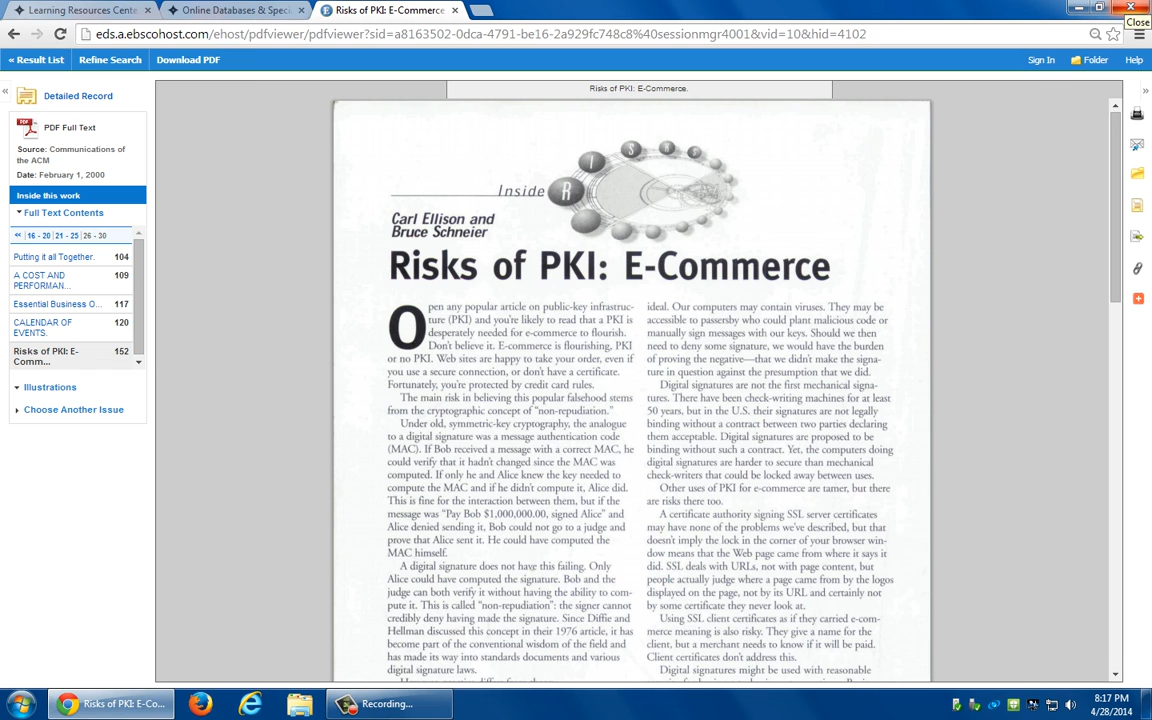 Learning Resources Cente
Online Databases & Speci
Risks of PKI: E-Commerce
Close
eds.a.ebscohost.com/ehost/pdfviewer/pdfviewer?sid=a8163502-0dca-4791-be16-2a929fc748c8%40sessionmgr4001&vid=10&hid=4102
« Result List
Refine Search
Download PDF
Sign In
Folder
Help
«
Detailed Record
PDF Full Text
Source: Communications of
the ACM
Date: February 1, 2000
Inside this work
Full Text Contents
«
16 - 20
21 - 25
26 - 30
Putting it all Together. 104
A COST AND
PERFORMAN... 109
Essential Business O... 117
CALENDAR OF
EVENTS. 120
Risks of PKI: E-
Comm... 152
Illustrations
Choose Another Issue
»
Risks of PKI: E-Commerce.
Inside R I S K S
Carl Ellison and
Bruce Schneier
Risks of PKI: E-Commerce
Open any popular article on public-key infrastruc-
ture (PKI) and you're likely to read that a PKI is
desperately needed for e-commerce to flourish.
Don't believe it. E-commerce is flourishing, PKI
or no PKI. Web sites are happy to take your order, even if
you use a secure connection, or don't have a certificate.
Fortunately, you're protected by credit card rules.
The main risk in believing this popular falsehood stems
from the cryptographic concept of "non-repudiation."
Under old, symmetric-key cryptography, the analogue
to a digital signature was a message authentication code
(MAC). If Bob received a message with a correct MAC, he
could verify that it hadn't changed since the MAC was
computed. If only he and Alice knew the key needed to
compute the MAC and if he didn't compute it, Alice did.
This is fine for the interaction between them, but if the
message was "Pay Bob $1,000,000.00, signed Alice" and
Alice denied sending it, Bob could not go to a judge and
prove that Alice sent it. He could have computed the
MAC himself.
A digital signature does not have this failing. Only
Alice could have computed the signature. Bob and the
judge can both verify it without having the ability to com-
pute it. This is called "non-repudiation": the signer cannot
credibly deny having made the signature. Since Diffie and
Hellman discussed this concept in their 1976 article, it has
become part of the conventional wisdom of the field and
has made its way into standards documents and various
digital signature laws.
ideal. Our computers may contain viruses. They may be
accessible to passersby who could plant malicious code or
manually sign messages with our keys. Should we then
need to deny some signature, we would have the burden
of proving the negative—that we didn't make the signa-
ture in question against the presumption that we did.
Digital signatures are not the first mechanical signa-
tures. There have been check-writing machines for at least
50 years, but in the U.S. their signatures are not legally
binding without a contract between two parties declaring
them acceptable. Digital signatures are proposed to be
binding without such a contract. Yet, the computers doing
digital signatures are harder to secure than mechanical
check-writers that could be locked away between uses.
Other uses of PKI for e-commerce are tamer, but there
are risks there too.
A certificate authority signing SSL server certificates
may have none of the problems we've described, but that
doesn't imply the lock in the corner of your browser win-
dow means that the Web page came from where it says it
did. SSL deals with URLs, not with page content, but
people actually judge where a page came from by the logos
displayed on the page, not by its URL and certainly not
by some certificate they never look at.
Using SSL client certificates as if they carried e-com-
merce meaning is also risky. They give a name for the
client, but a merchant needs to know if it will be paid.
Client certificates don't address this.
Digital signatures might be used with reasonable
Risks of PKI: E-Co...
Recording...
8:17 PM
4/28/2014